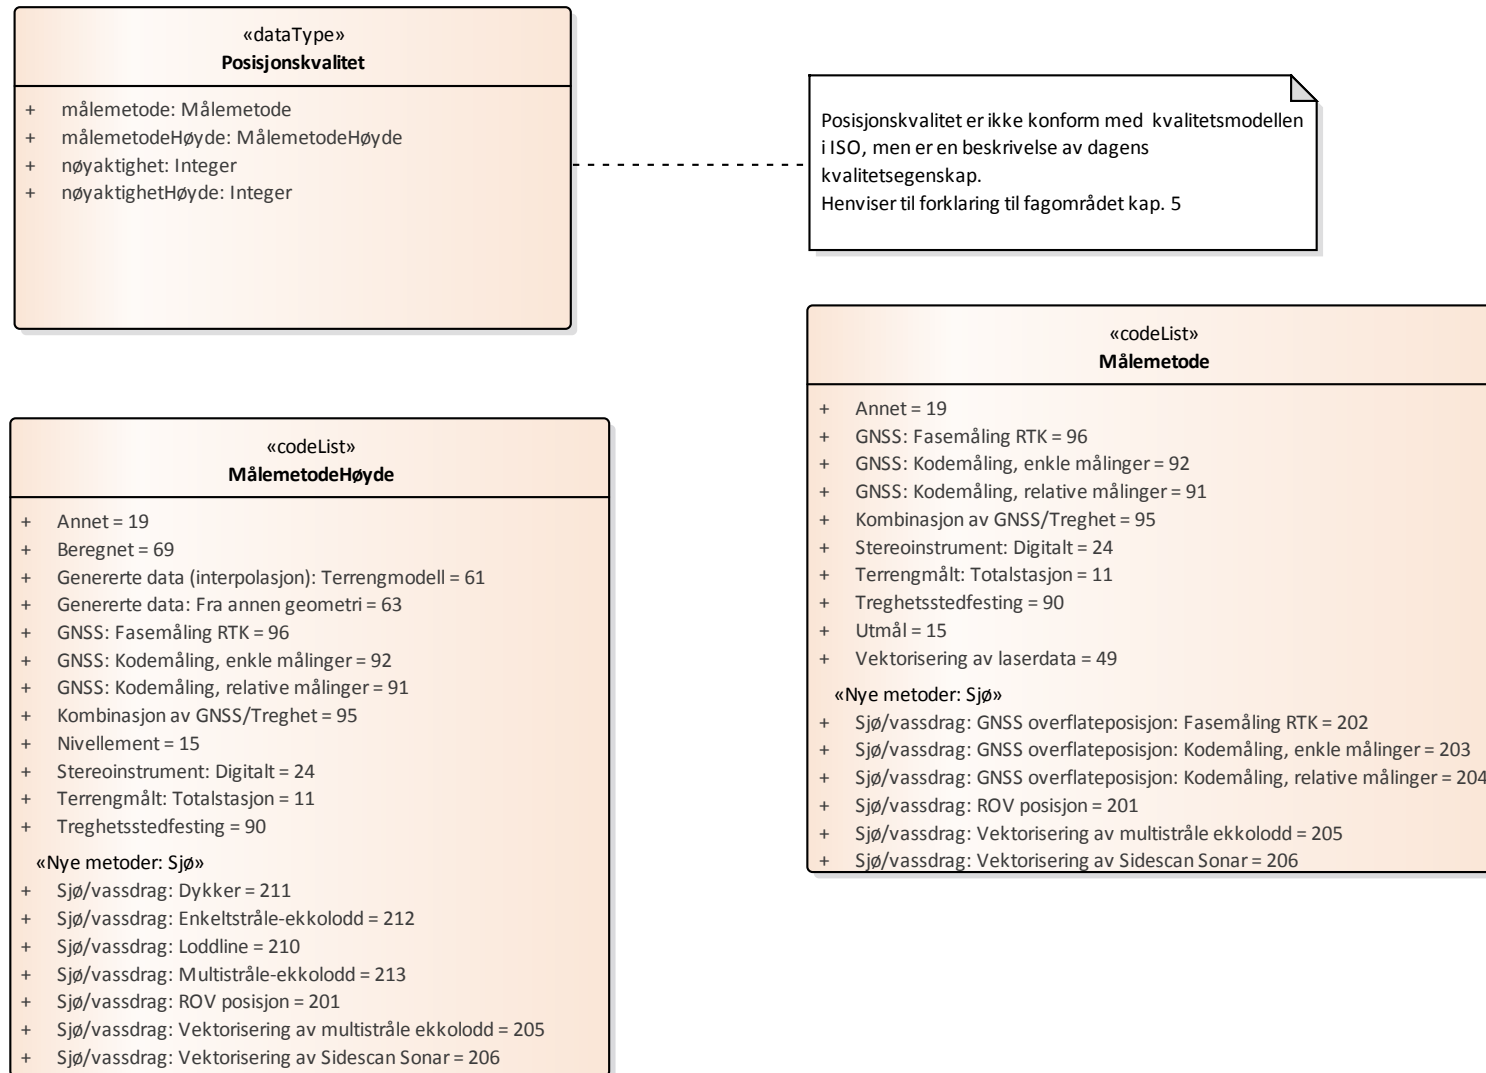 «dataType»
Posisjonskvalitet
+ målemetode: Målemetode
+ målemetodeHøyde: MålemetodeHøyde
+ nøyaktighet: Integer
+ nøyaktighetHøyde: Integer
Posisjonskvalitet er ikke konform med kvalitetsmodellen
i ISO, men er en beskrivelse av dagens
kvalitetsegenskap.
Henviser til forklaring til fagområdet kap. 5
«codeList»
MålemetodeHøyde
+ Annet = 19
+ Beregnet = 69
+ Genererte data (interpolasjon): Terrengmodell = 61
+ Genererte data: Fra annen geometri = 63
+ GNSS: Fasemåling RTK = 96
+ GNSS: Kodemåling, enkle målinger = 92
+ GNSS: Kodemåling, relative målinger = 91
+ Kombinasjon av GNSS/Treghet = 95
+ Nivellement = 15
+ Stereoinstrument: Digitalt = 24
+ Terrengmålt: Totalstasjon = 11
+ Treghetsstedfesting = 90
«Nye metoder: Sjø»
+ Sjø/vassdrag: Dykker = 211
+ Sjø/vassdrag: Enkeltstråle-ekkolodd = 212
+ Sjø/vassdrag: Loddline = 210
+ Sjø/vassdrag: Multistråle-ekkolodd = 213
+ Sjø/vassdrag: ROV posisjon = 201
+ Sjø/vassdrag: Vektorisering av multistråle ekkolodd = 205
+ Sjø/vassdrag: Vektorisering av Sidescan Sonar = 206
«codeList»
Målemetode
+ Annet = 19
+ GNSS: Fasemåling RTK = 96
+ GNSS: Kodemåling, enkle målinger = 92
+ GNSS: Kodemåling, relative målinger = 91
+ Kombinasjon av GNSS/Treghet = 95
+ Stereoinstrument: Digitalt = 24
+ Terrengmålt: Totalstasjon = 11
+ Treghetsstedfesting = 90
+ Utmål = 15
+ Vektorisering av laserdata = 49
«Nye metoder: Sjø»
+ Sjø/vassdrag: GNSS overflateposisjon: Fasemåling RTK = 202
+ Sjø/vassdrag: GNSS overflateposisjon: Kodemåling, enkle målinger = 203
+ Sjø/vassdrag: GNSS overflateposisjon: Kodemåling, relative målinger = 204
+ Sjø/vassdrag: ROV posisjon = 201
+ Sjø/vassdrag: Vektorisering av multistråle ekkolodd = 205
+ Sjø/vassdrag: Vektorisering av Sidescan Sonar = 206